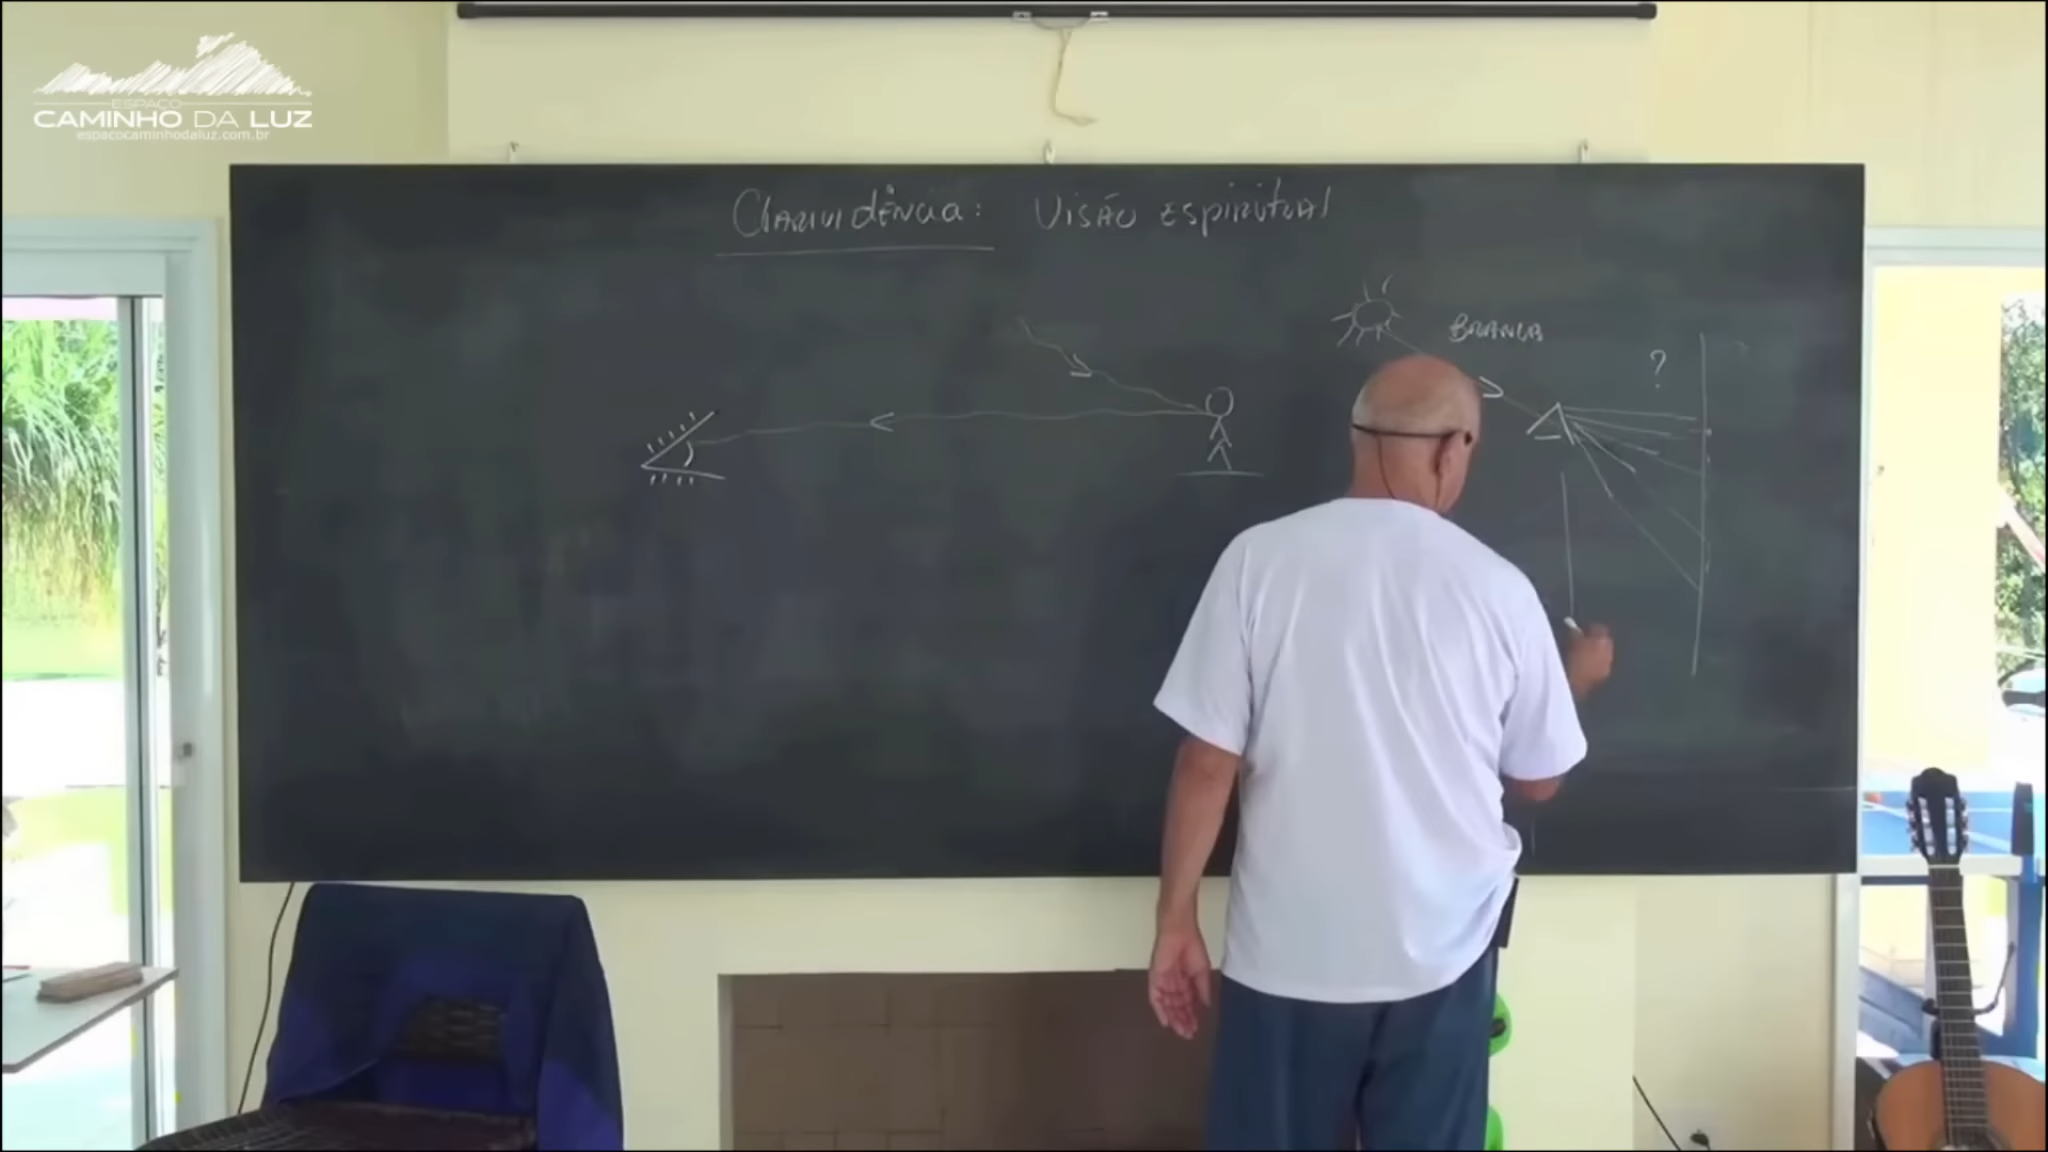 ESPAÇO
CAMINHO DA LUZ
espacocaminhodaluz.com.br
Clarividência: Visão espiritual
BRANCA
?